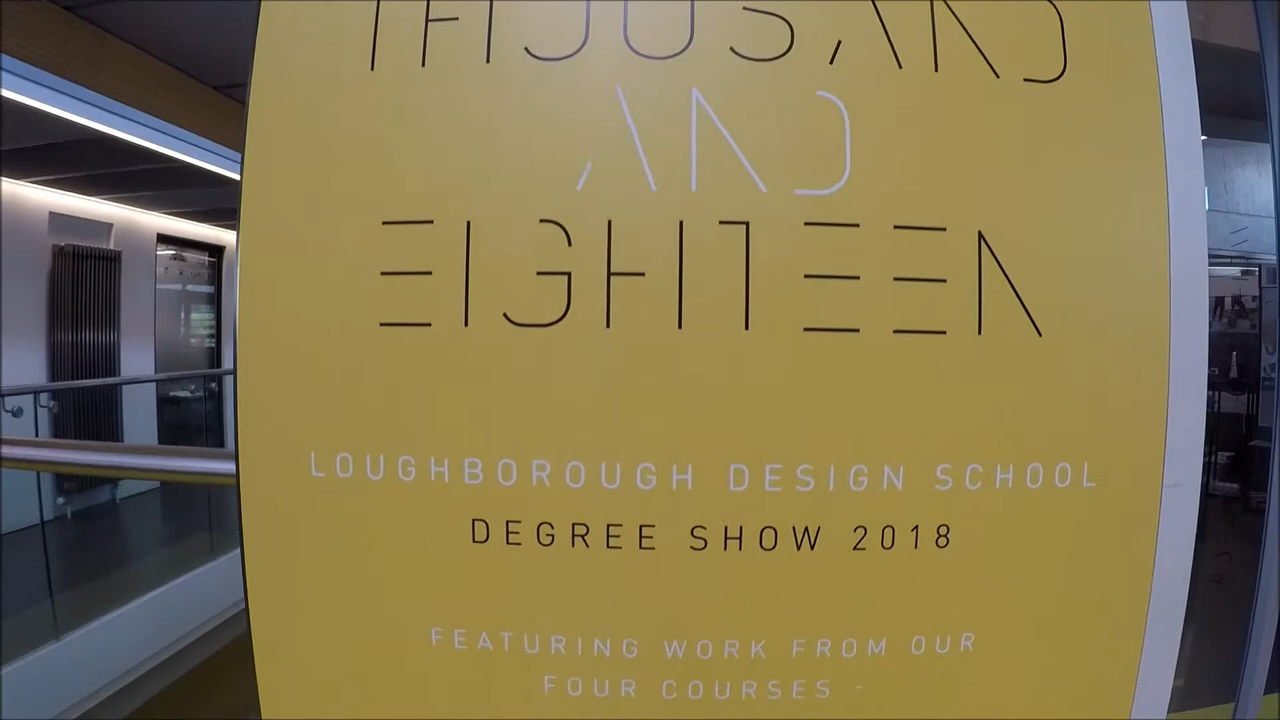 THOUSAND
AND
EIGHTEEN
LOUGHBOROUGH DESIGN SCHOOL
DEGREE SHOW 2018
FEATURING WORK FROM OUR
FOUR COURSES -